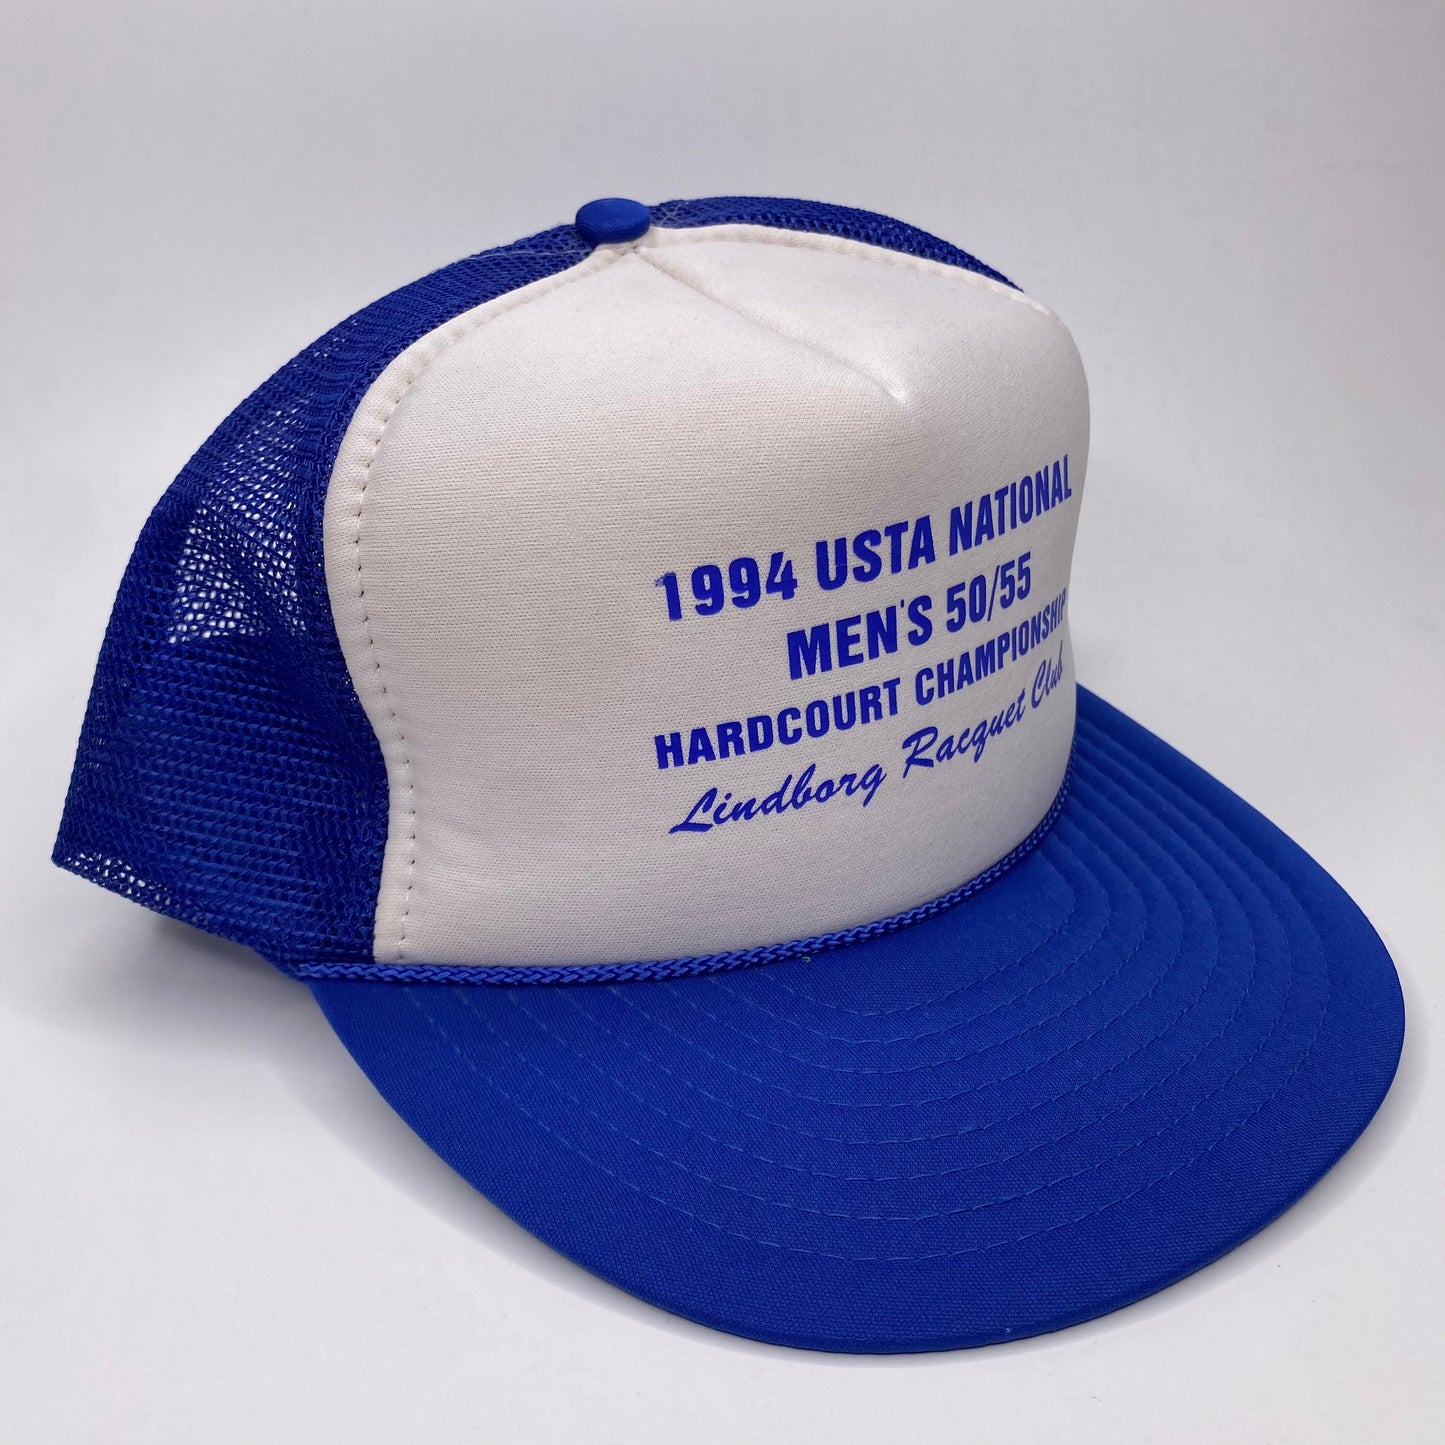 1994 USTA NATIONAL
MEN'S 50/55
HARDCOURT CHAMPIONSHIP
Lindborg Racquet Club